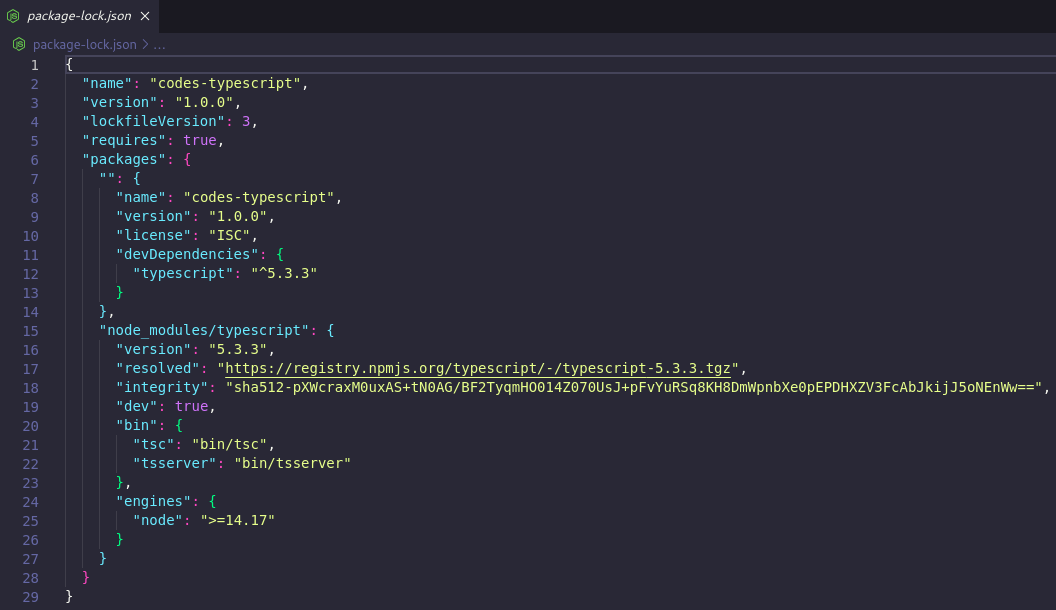 package-lock.json
package-lock.json > ...
1 {
2 "name": "codes-typescript",
3 "version": "1.0.0",
4 "lockfileVersion": 3,
5 "requires": true,
6 "packages": {
7 "": {
8 "name": "codes-typescript",
9 "version": "1.0.0",
10 "license": "ISC",
11 "devDependencies": {
12 "typescript": "^5.3.3"
13 }
14 },
15 "node_modules/typescript": {
16 "version": "5.3.3",
17 "resolved": "https://registry.npmjs.org/typescript/-/typescript-5.3.3.tgz",
18 "integrity": "sha512-pXWcraxM0uxAS+tN0AG/BF2TyqmHO014Z070UsJ+pFvYuRSq8KH8DmWpnbXe0pEPDHXZV3FcAbJkijJ5oNEnWw==",
19 "dev": true,
20 "bin": {
21 "tsc": "bin/tsc",
22 "tsserver": "bin/tsserver"
23 },
24 "engines": {
25 "node": ">=14.17"
26 }
27 }
28 }
29 }